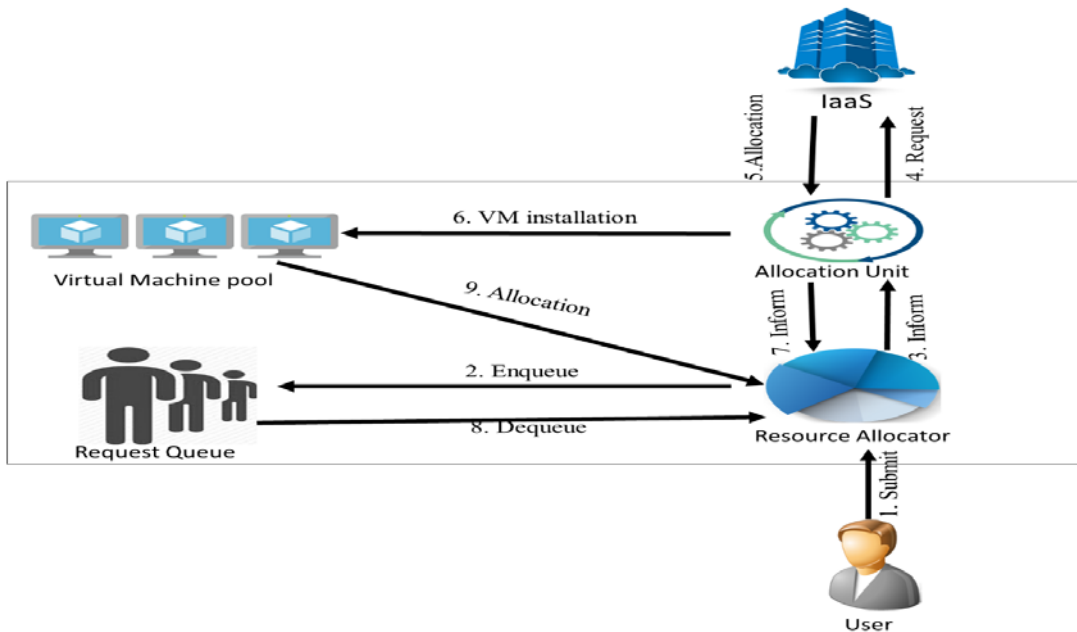 IaaS
5.Allocation
4. Request
6. VM installation
Virtual Machine pool
Allocation Unit
9. Allocation
7. Inform
3. Inform
2. Enqueue
8. Dequeue
Request Queue
Resource Allocator
1. Submit
User